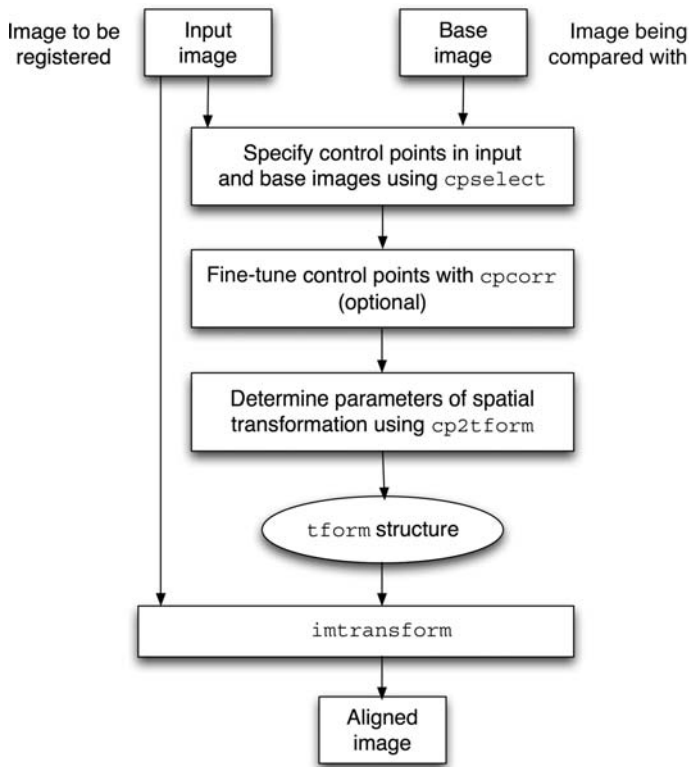 Image to be
registered
Input
image
Base
image
Image being
compared with
Specify control points in input
and base images using cpselect
Fine-tune control points with cpcorr
(optional)
Determine parameters of spatial
transformation using cp2tform
tform structure
imtransform
Aligned
image